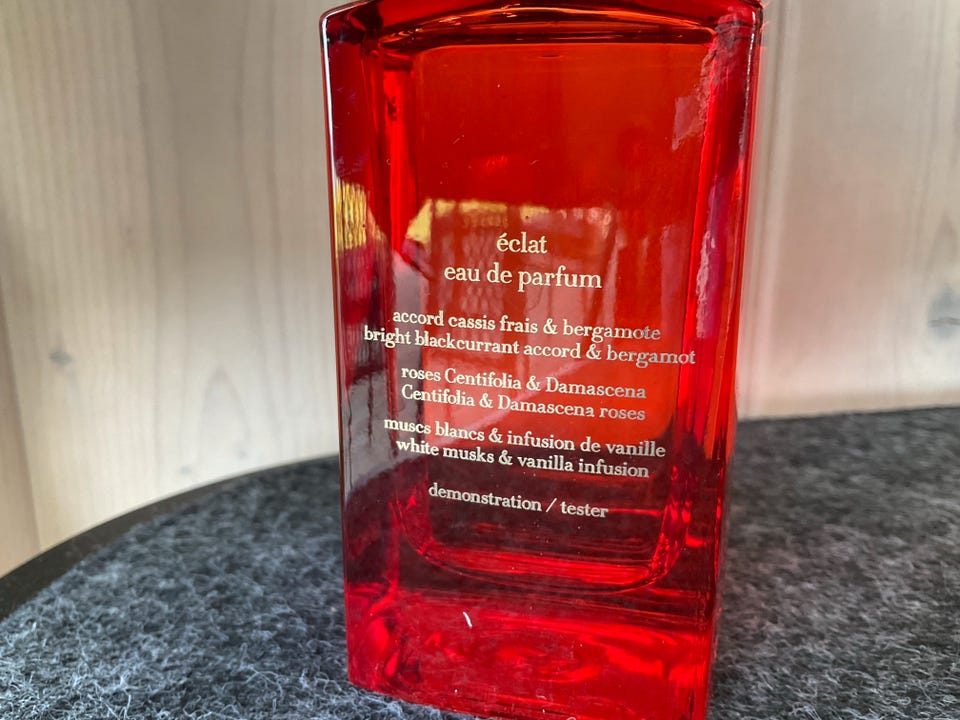 éclat
eau de parfum
accord cassis frais & bergamote
bright blackcurrant accord & bergamot
roses Centifolia & Damascena
Centifolia & Damascena roses
muscs blancs & infusion de vanille
white musks & vanilla infusion
demonstration / tester